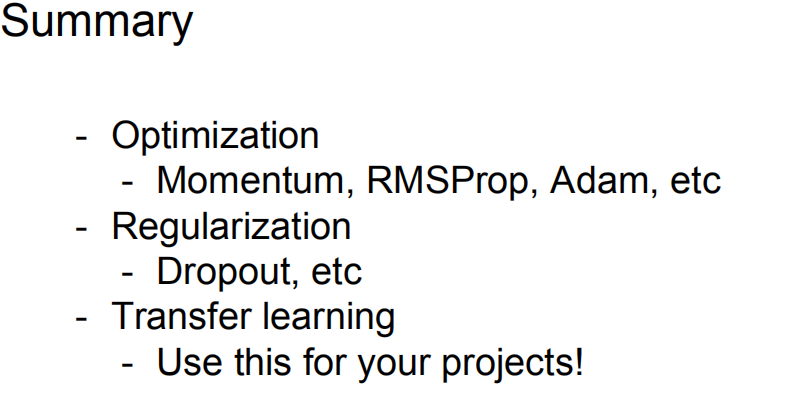 Summary
- Optimization
- Momentum, RMSProp, Adam, etc
- Regularization
- Dropout, etc
- Transfer learning
- Use this for your projects!